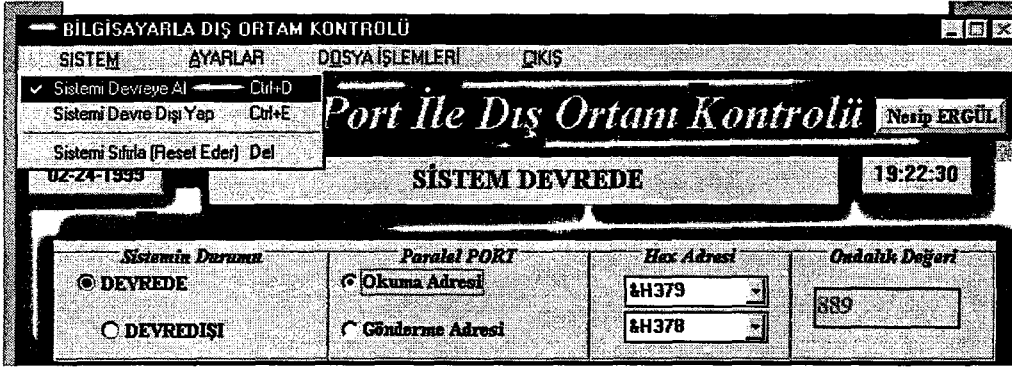 BİLGİSAYARLA DIŞ ORTAM KONTROLÜ
SİSTEM AYARLAR DOSYA İŞLEMLERİ ÇIKIŞ
✓ Sistemi Devreye Al Ctrl+D
Sistemi Devre Dışı Yap Ctrl+E
Sistemi Sıfırla (Reset Eder) Del
Port İle Dış Ortam Kontrolü
Nesip ERGÜL
02-24-1999 SİSTEM DEVREDE 19:22:30
Sistemin Durumu Paralel PORT Hex Adresi Ondalık Değeri
DEVREDE Okuma Adresi &H379 889
DEVREDIŞI Gönderme Adresi &H378